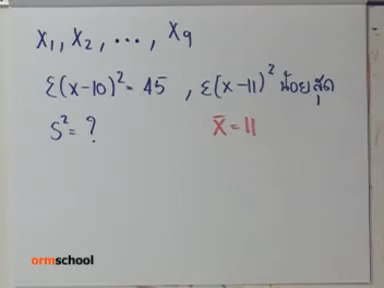 X₁, X₂, ..., X₉
Σ(x-10)² = 45 , Σ(x-11)² น้อยสุด
S² = ?
X̄ = 11
ormschool